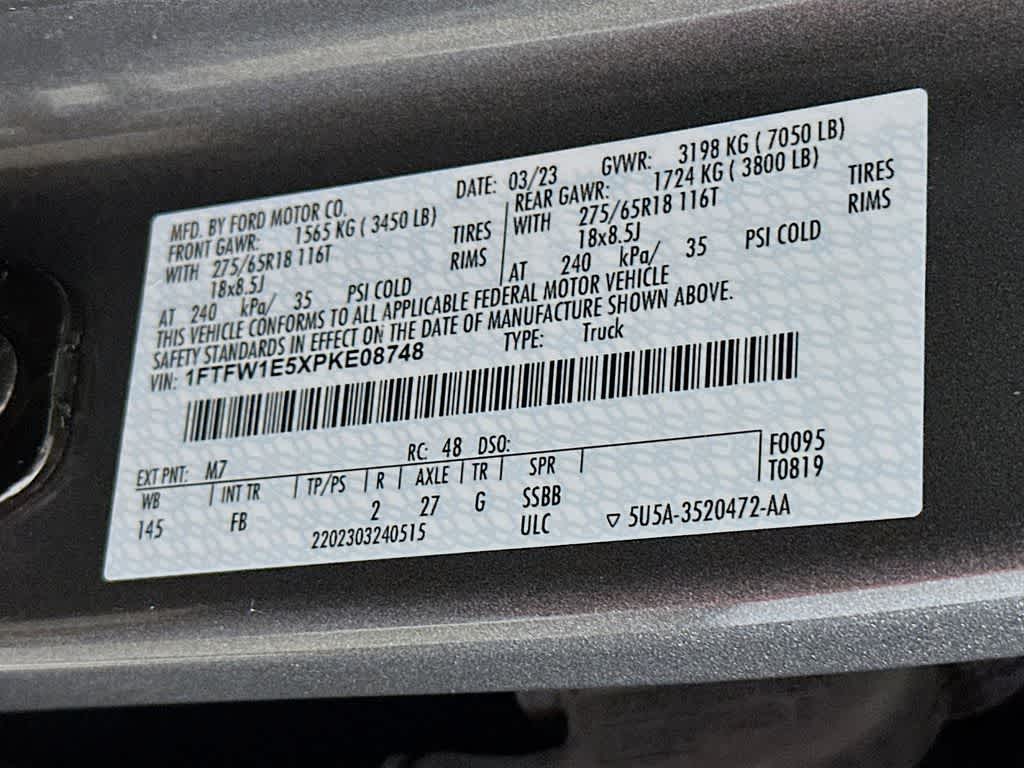 MFD. BY FORD MOTOR CO.
DATE: 03/23
GVWR: 3198 KG ( 7050 LB)
FRONT GAWR: 1565 KG ( 3450 LB)
REAR GAWR: 1724 KG ( 3800 LB)
WITH 275/65R18 116T TIRES
WITH 275/65R18 116T TIRES
18x8.5J RIMS
18x8.5J RIMS
AT 240 kPa/ 35 PSI COLD
AT 240 kPa/ 35 PSI COLD
THIS VEHICLE CONFORMS TO ALL APPLICABLE FEDERAL MOTOR VEHICLE
SAFETY STANDARDS IN EFFECT ON THE DATE OF MANUFACTURE SHOWN ABOVE.
VIN: 1FTFW1E5XPKE08748
TYPE: Truck
EXT PNT: M7
RC: 48 DSO:
F0095
T0819
WB | INT TR | TP/PS | R | AXLE | TR | SPR |
145 FB 2 27 G SSBB
2202303240515 ULC ▽ 5U5A-3520472-AA